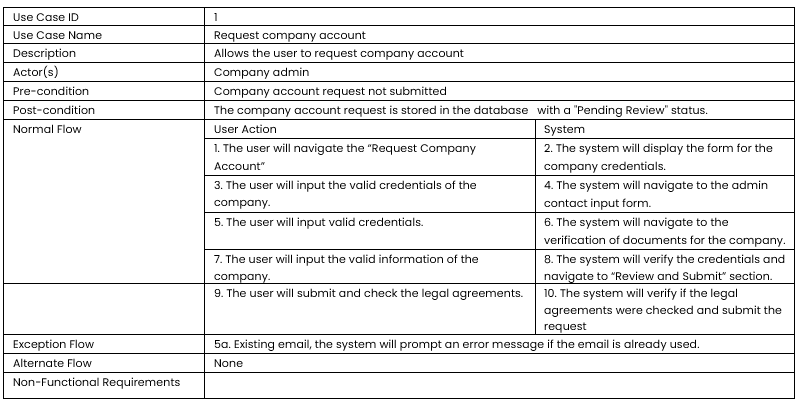 Use Case ID 1
Use Case Name Request company account
Description Allows the user to request company account
Actor(s) Company admin
Pre-condition Company account request not submitted
Post-condition The company account request is stored in the database with a "Pending Review" status.
Normal Flow User Action System
1. The user will navigate the “Request Company
Account”
2. The system will display the form for the
company credentials.
3. The user will input the valid credentials of the
company.
4. The system will navigate to the admin
contact input form.
5. The user will input valid credentials.
6. The system will navigate to the
verification of documents for the company.
7. The user will input the valid information of the
company.
8. The system will verify the credentials and
navigate to “Review and Submit” section.
9. The user will submit and check the legal agreements.
10. The system will verify if the legal
agreements were checked and submit the
request
Exception Flow 5a. Existing email, the system will prompt an error message if the email is already used.
Alternate Flow None
Non-Functional Requirements